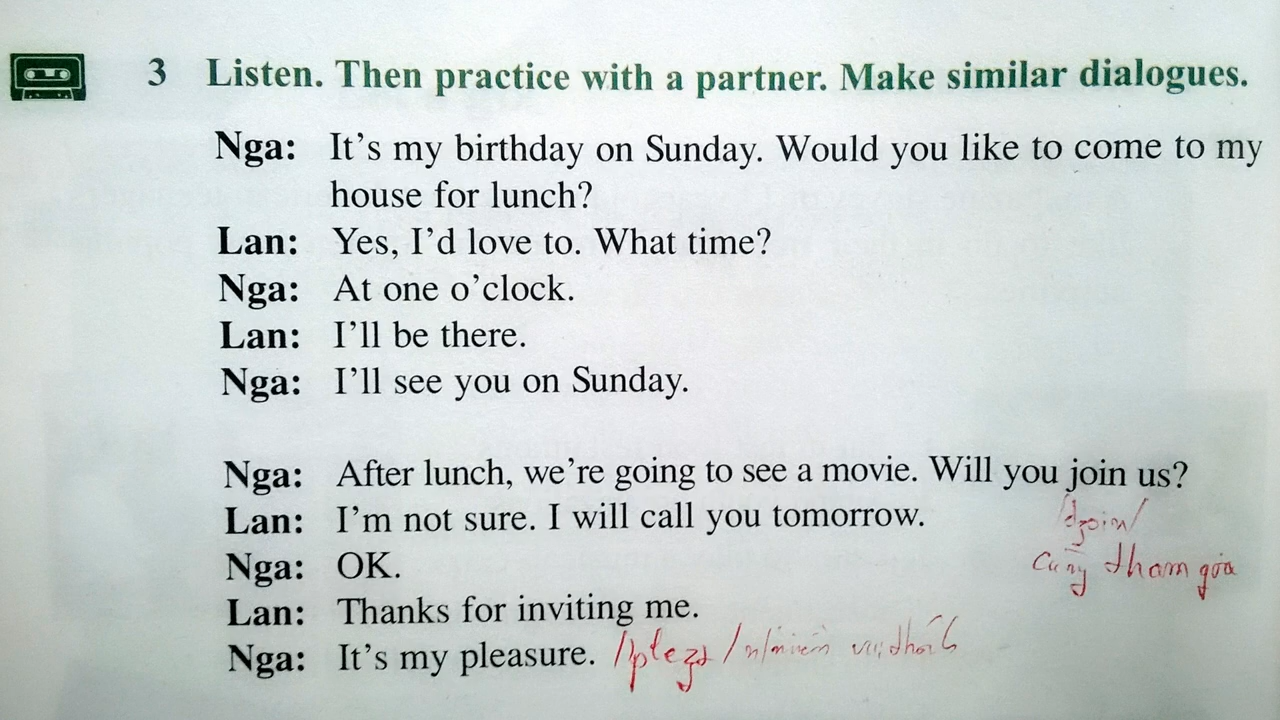 3 Listen. Then practice with a partner. Make similar dialogues.
Nga: It's my birthday on Sunday. Would you like to come to my
house for lunch?
Lan: Yes, I'd love to. What time?
Nga: At one o'clock.
Lan: I'll be there.
Nga: I'll see you on Sunday.
Nga: After lunch, we're going to see a movie. Will you join us?
Lan: I'm not sure. I will call you tomorrow.
/dʒoin/
Nga: OK.
cùng tham gia
Lan: Thanks for inviting me.
Nga: It's my pleasure. /'pleʒə/